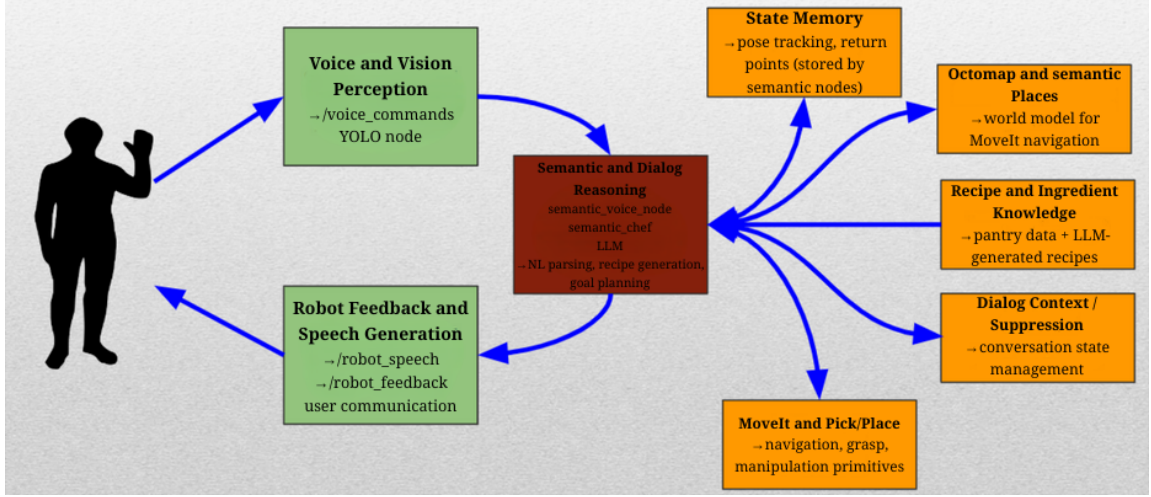 Voice and Vision
Perception
→/voice_commands
YOLO node
Robot Feedback and
Speech Generation
→/robot_speech
→/robot_feedback
user communication
Semantic and Dialog
Reasoning
semantic_voice_node
semantic_chef
LLM
→NL parsing, recipe generation,
goal planning
State Memory
→pose tracking, return
points (stored by
semantic nodes)
Octomap and semantic
Places
→world model for
MoveIt navigation
Recipe and Ingredient
Knowledge
→pantry data + LLM-
generated recipes
Dialog Context /
Suppression
→conversation state
management
MoveIt and Pick/Place
→navigation, grasp,
manipulation primitives